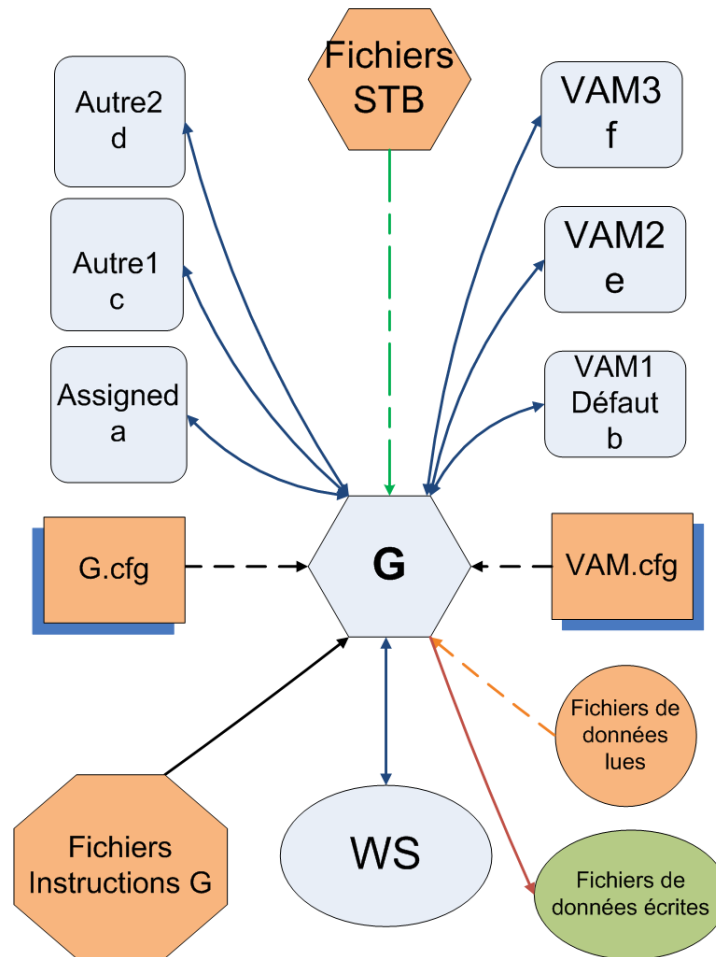 Fichiers
STB
Autre2
d
VAM3
f
Autre1
c
VAM2
e
Assigned
a
VAM1
Défaut
b
G.cfg
G
VAM.cfg
Fichiers de
données
lues
Fichiers
Instructions G
WS
Fichiers de
données écrites